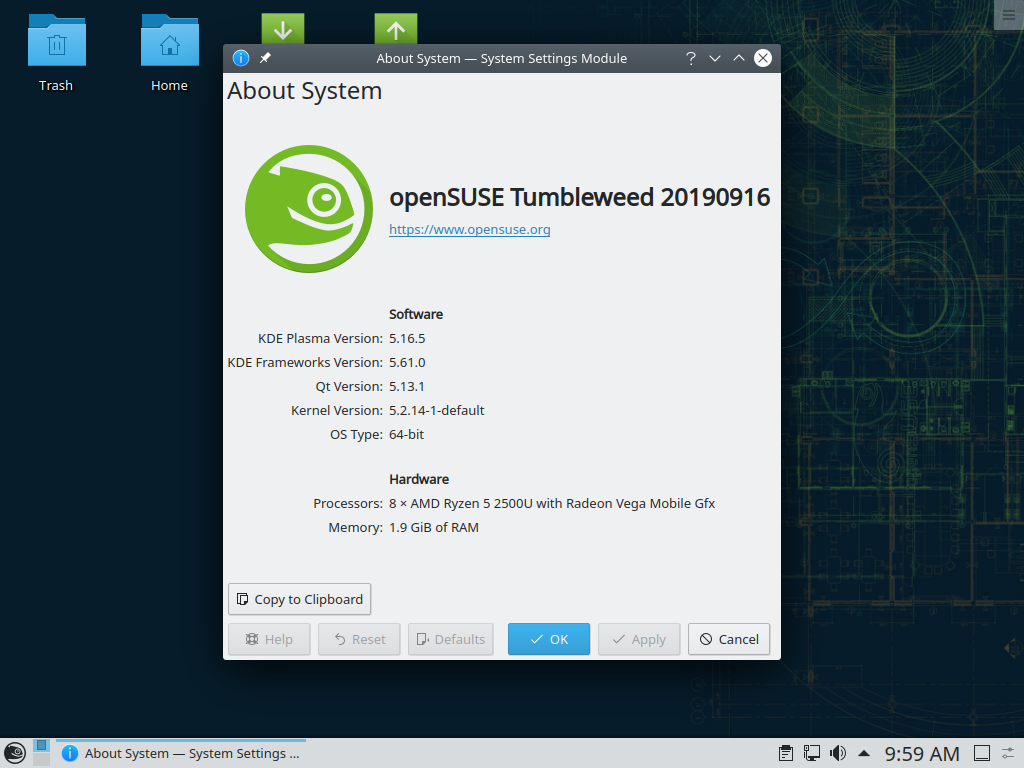 Trash
Home
About System — System Settings Module
About System
openSUSE Tumbleweed 20190916
https://www.opensuse.org
Software
KDE Plasma Version: 5.16.5
KDE Frameworks Version: 5.61.0
Qt Version: 5.13.1
Kernel Version: 5.2.14-1-default
OS Type: 64-bit
Hardware
Processors: 8 × AMD Ryzen 5 2500U with Radeon Vega Mobile Gfx
Memory: 1.9 GiB of RAM
Copy to Clipboard
Help Reset Defaults OK Apply Cancel
About System — System Settings ... 9:59 AM